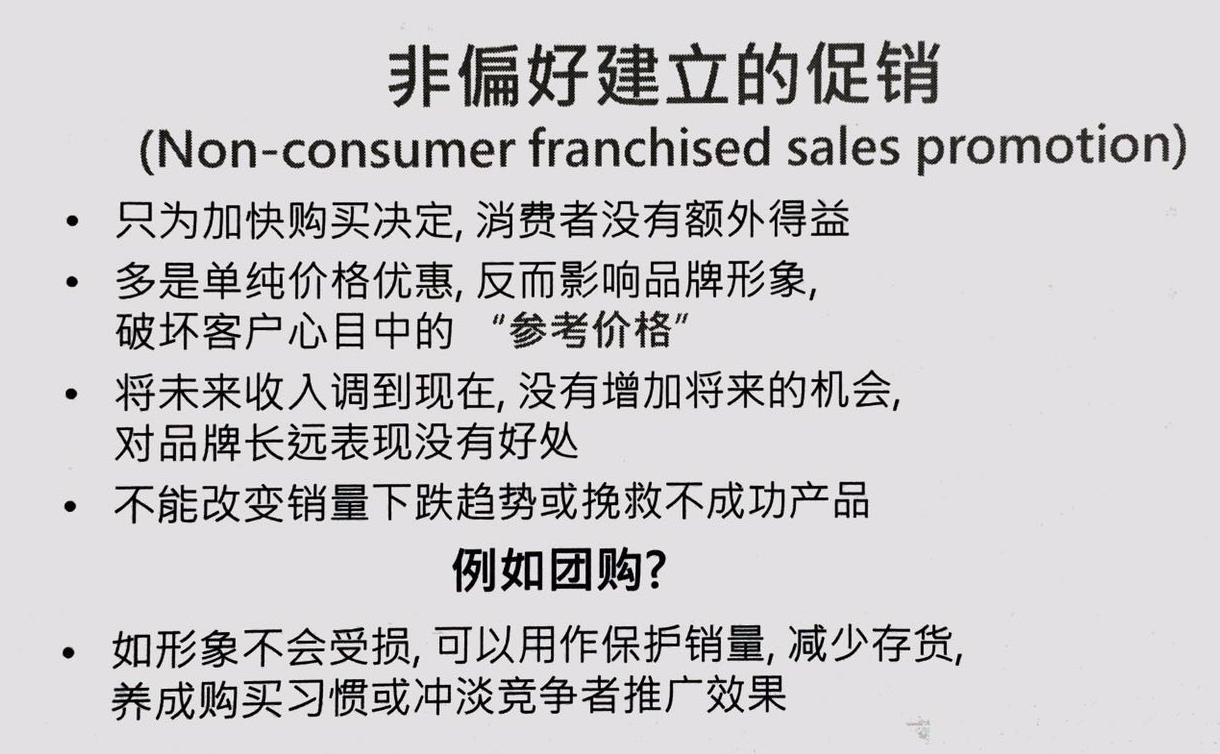 非偏好建立的促销
(Non-consumer franchised sales promotion)
• 只为加快购买决定, 消费者没有额外得益
• 多是单纯价格优惠, 反而影响品牌形象,
破坏客户心目中的 “参考价格”
• 将未来收入调到现在, 没有增加将来的机会,
对品牌长远表现没有好处
• 不能改变销量下跌趋势或挽救不成功产品
例如团购?
• 如形象不会受损, 可以用作保护销量, 减少存货,
养成购买习惯或冲淡竞争者推广效果